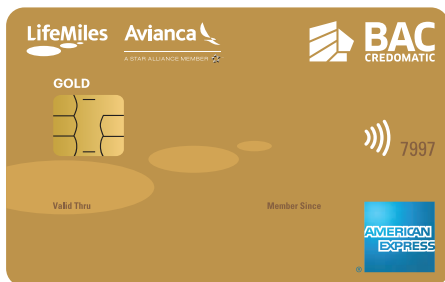 LifeMiles Avianca BAC
A STAR ALLIANCE MEMBER CREDOMATIC
GOLD
7997
Valid Thru Member Since
AMERICAN
EXPRESS
®